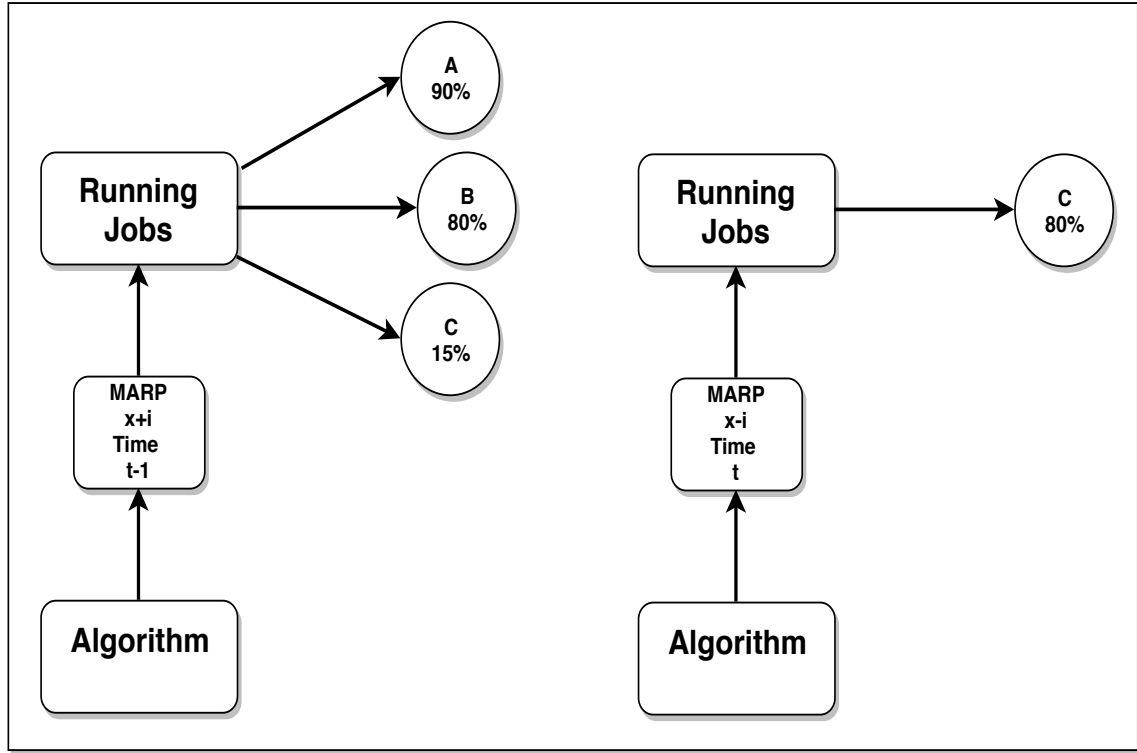 A
90%
Running
Jobs
B
80%
C
15%
MARP
x+i
Time
t-1
Algorithm
Running
Jobs
C
80%
MARP
x-i
Time
t
Algorithm